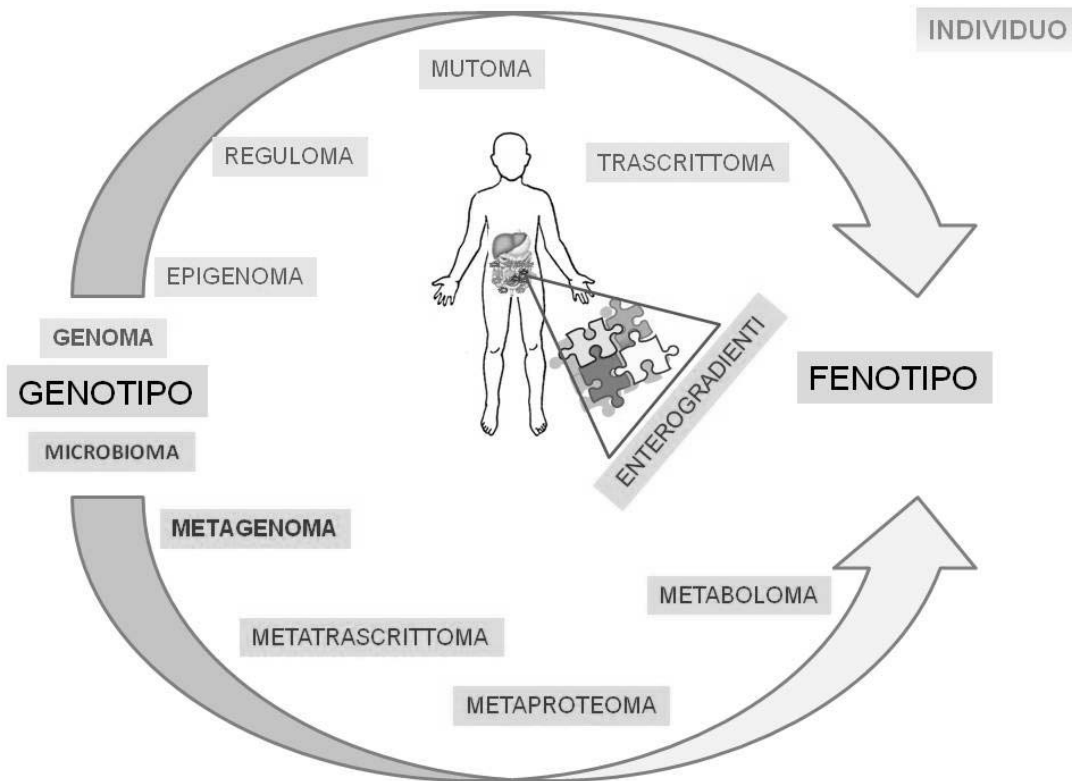 INDIVIDUO
MUTOMA
REGULOMA
TRASCRITTOMA
EPIGENOMA
GENOMA
GENOTIPO
MICROBIOMA
ENTEROGRADIENTI
FENOTIPO
METAGENOMA
METABOLOMA
METATRASCRITTOMA
METAPROTEOMA